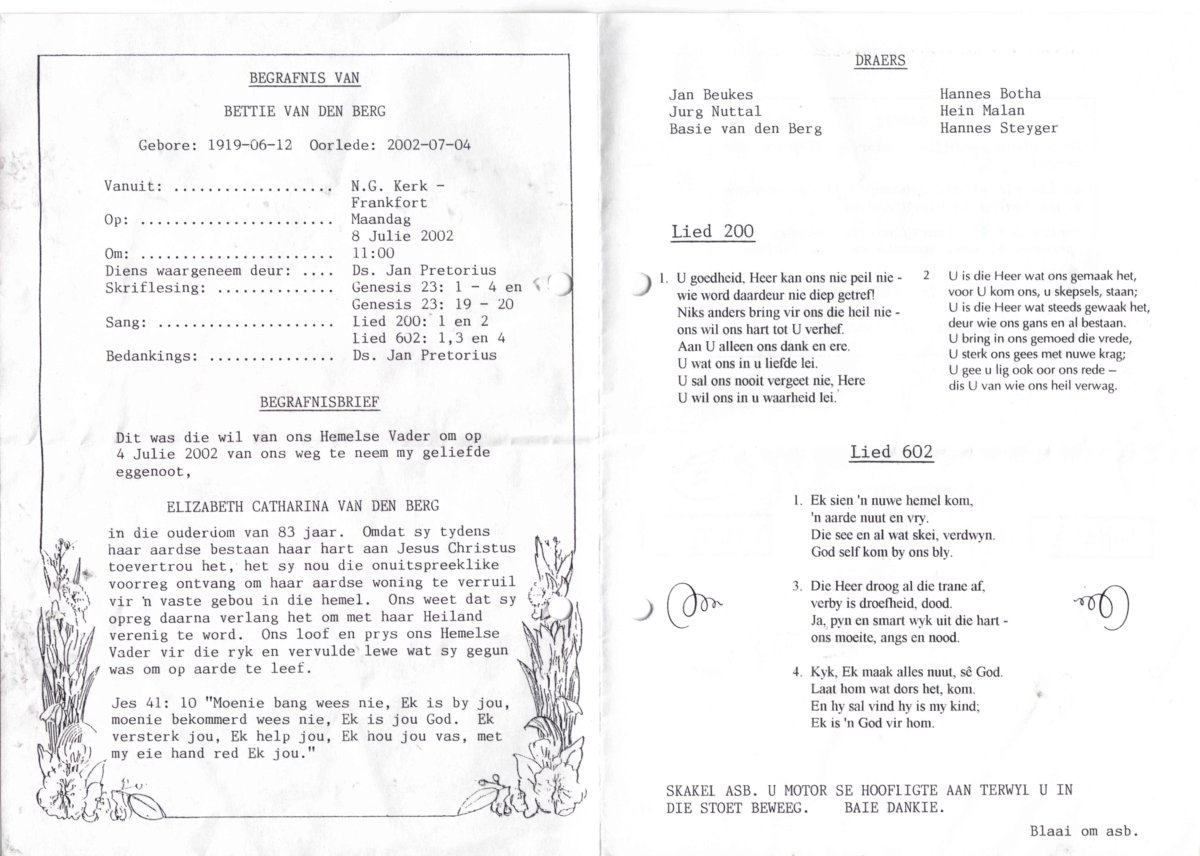 BEGRAFNIS VAN
BETTIE VAN DEN BERG
Gebore: 1919-06-12 Oorlede: 2002-07-04
Vanuit: ................... N.G. Kerk -
Frankfort
Op: ....................... Maandag
8 Julie 2002
Om: ....................... 11:00
Diens waargeneem deur: .... Ds. Jan Pretorius
Skriflesing: .............. Genesis 23: 1 - 4 en
Genesis 23: 19 - 20
Sang: ..................... Lied 200: 1 en 2
Lied 602: 1,3 en 4
Bedankings: ............... Ds. Jan Pretorius
BEGRAFNISBRIEF
Dit was die wil van ons Hemelse Vader om op
4 Julie 2002 van ons weg te neem my geliefde
eggenoot,
ELIZABETH CATHARINA VAN DEN BERG
in die ouderdom van 83 jaar. Omdat sy tydens
haar aardse bestaan haar hart aan Jesus Christus
toevertrou het, het sy nou die onuitspreeklike
voorreg ontvang om haar aardse woning te verruil
vir 'n vaste gebou in die hemel. Ons weet dat sy
opreg daarna verlang het om met haar Heiland
verenig te word. Ons loof en prys ons Hemelse
Vader vir die ryk en vervulde lewe wat sy gegun
was om op aarde te leef.
Jes 41: 10 "Moenie bang wees nie, Ek is by jou,
moenie bekommerd wees nie, Ek is jou God. Ek
versterk jou, Ek help jou, Ek hou jou vas, met
my eie hand red Ek jou."
DRAERS
Jan Beukes
Jurg Nuttal
Basie van den Berg
Hannes Botha
Hein Malan
Hannes Steyger
Lied 200
1. U goedheid, Heer kan ons nie peil nie -
wie word daardeur nie diep getref!
Niks anders bring vir ons die heil nie -
ons wil ons hart tot U verhef.
Aan U alleen ons dank en ere.
U wat ons in u liefde lei.
U sal ons nooit vergeet nie, Here
U wil ons in u waarheid lei.
2 U is die Heer wat ons gemaak het,
voor U kom ons, u skepsels, staan;
U is die Heer wat steeds gewaak het,
deur wie ons gans en al bestaan.
U bring in ons gemoed die vrede,
U sterk ons gees met nuwe krag;
U gee u lig ook oor ons rede –
dis U van wie ons heil verwag.
Lied 602
1. Ek sien 'n nuwe hemel kom,
'n aarde nuut en vry.
Die see en al wat skei, verdwyn.
God self kom by ons bly.
3. Die Heer droog al die trane af,
verby is droefheid, dood.
Ja, pyn en smart wyk uit die hart -
ons moeite, angs en nood.
4. Kyk, Ek maak alles nuut, sê God.
Laat hom wat dors het, kom.
En hy sal vind hy is my kind;
Ek is 'n God vir hom.
SKAKEL ASB. U MOTOR SE HOOFLIGTE AAN TERWYL U IN
DIE STOET BEWEEG. BAIE DANKIE.
Blaai om asb.